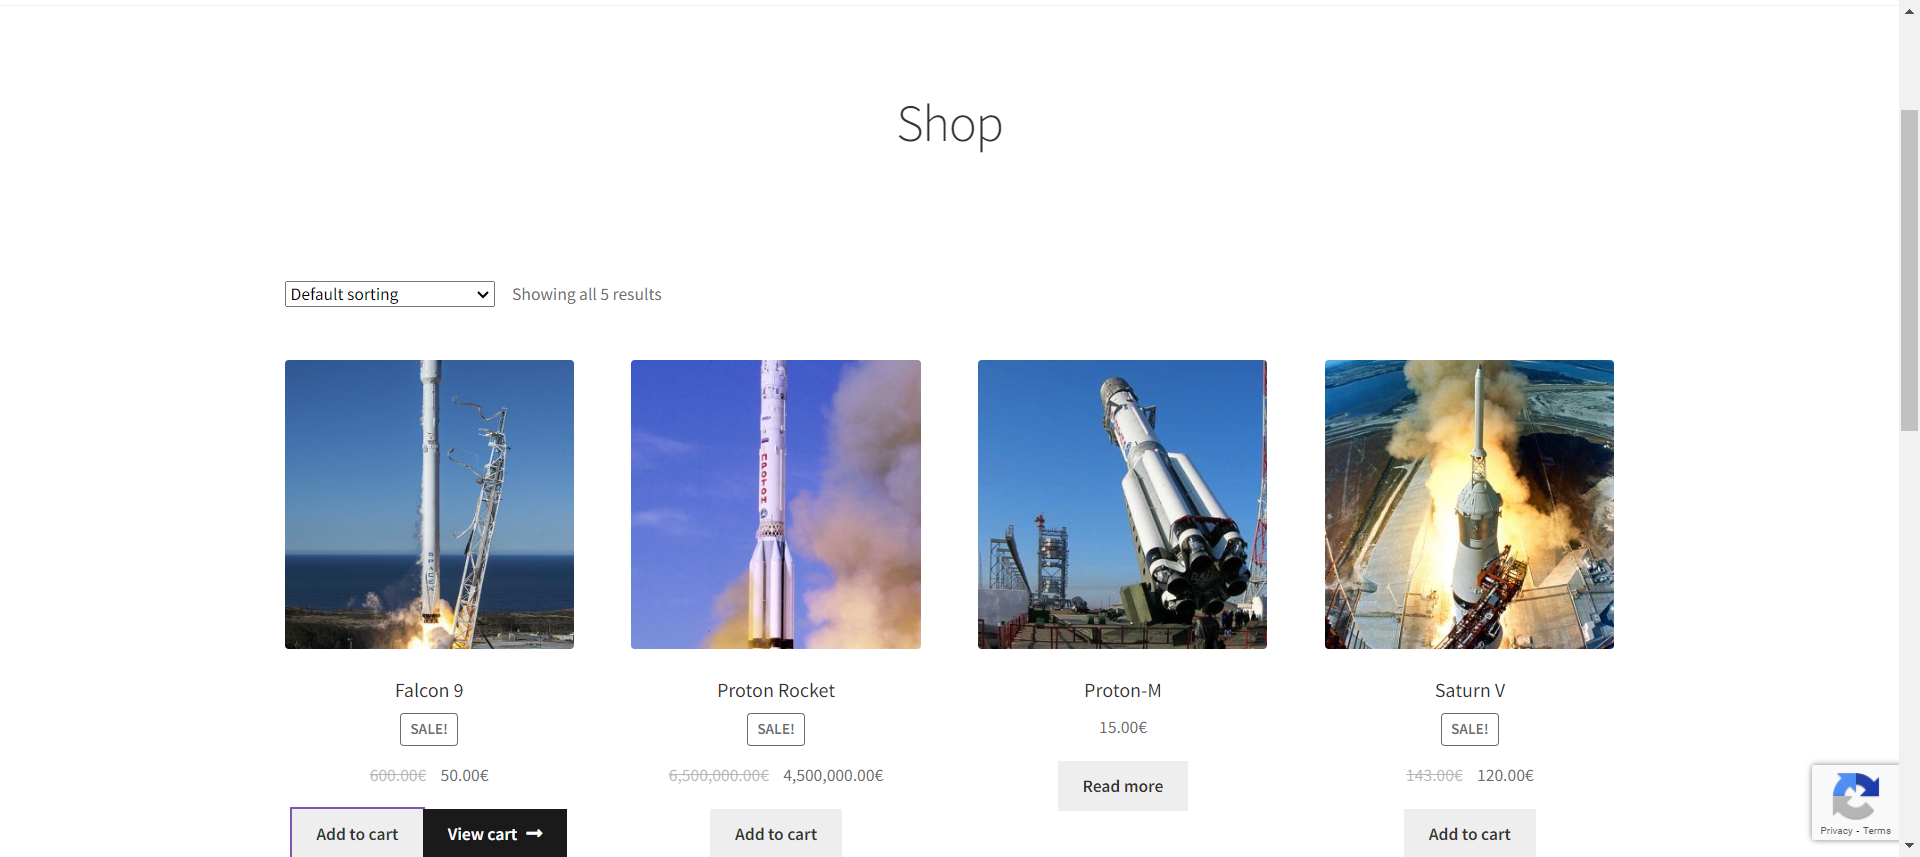 Shop
Default sorting
Showing all 5 results
SPACEX
ПРОТОН
Falcon 9
Proton Rocket
Proton-M
Saturn V
SALE!
SALE!
SALE!
600.00€ 50.00€
6,500,000.00€ 4,500,000.00€
15.00€
143.00€ 120.00€
Add to cart
View cart
Add to cart
Read more
Add to cart
Privacy - Terms